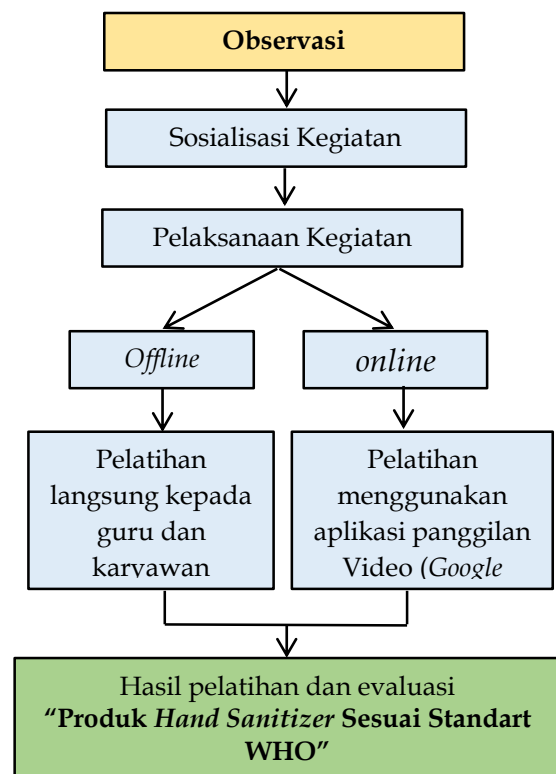 Observasi
Sosialisasi Kegiatan
Pelaksanaan Kegiatan
Offline
online
Pelatihan
langsung kepada
guru dan
karyawan
Pelatihan
menggunakan
aplikasi panggilan
Video (Google
Hasil pelatihan dan evaluasi
“Produk Hand Sanitizer Sesuai Standart
WHO”